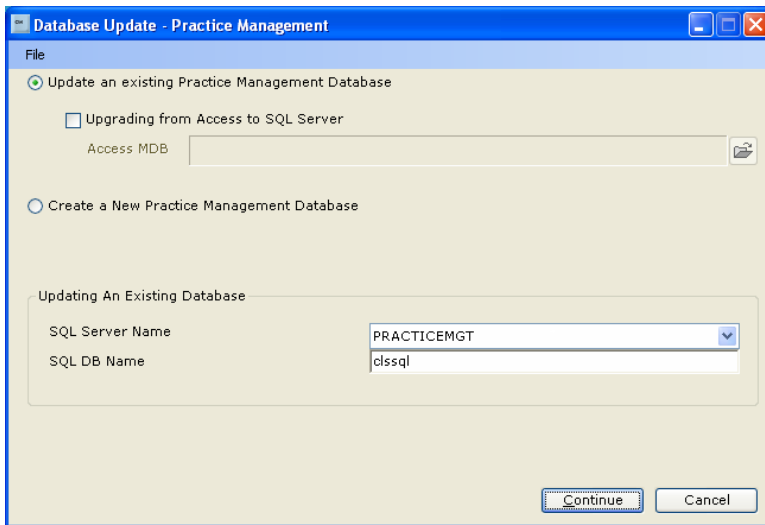 Database Update - Practice Management
File
Update an existing Practice Management Database
Upgrading from Access to SQL Server
Access MDB
Create a New Practice Management Database
Updating An Existing Database
SQL Server Name PRACTICEMGT
SQL DB Name clssql
Continue Cancel